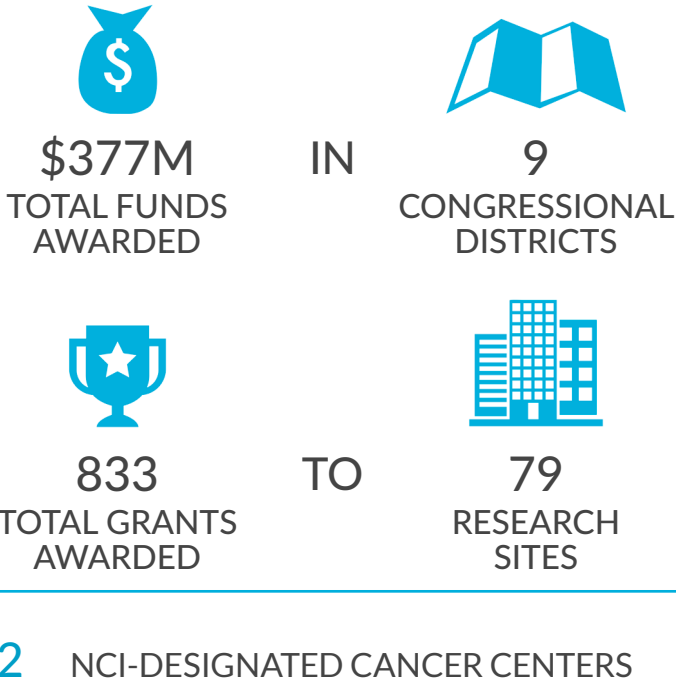 $
$377M IN 9
TOTAL FUNDS CONGRESSIONAL
AWARDED DISTRICTS
833 TO 79
TOTAL GRANTS RESEARCH
AWARDED SITES
2 NCI-DESIGNATED CANCER CENTERS